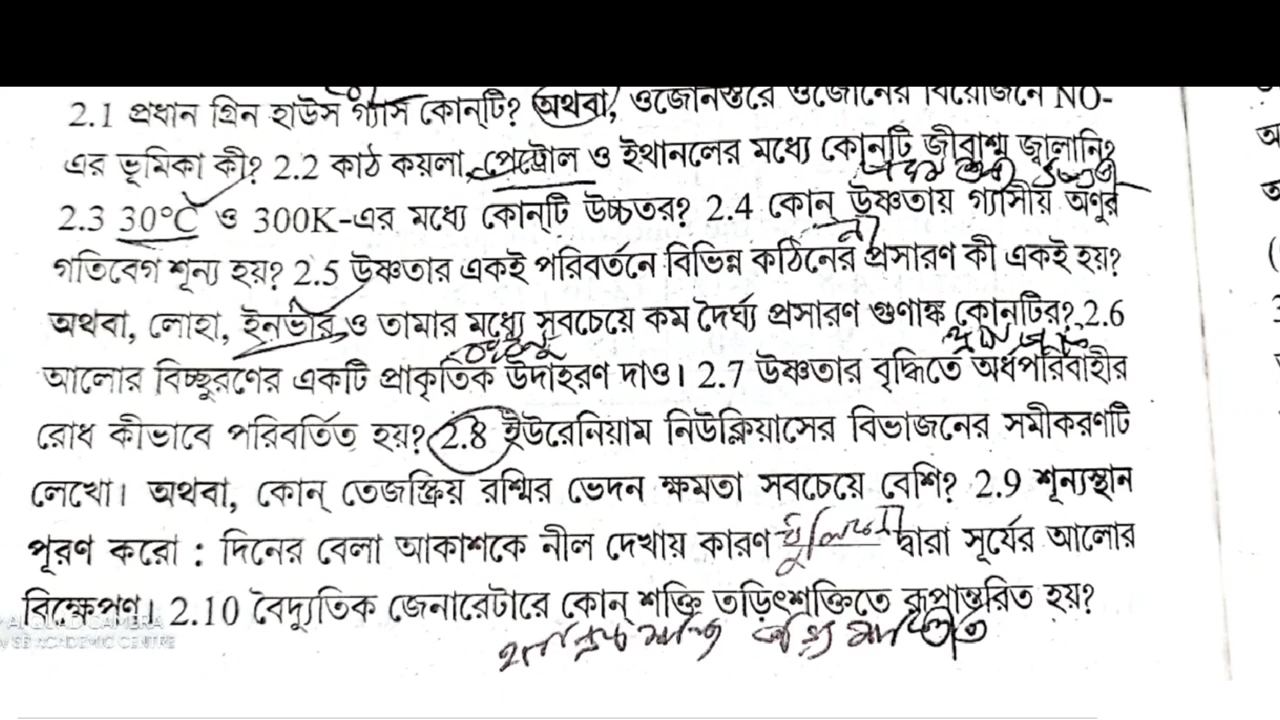 2.1 প্রধান গ্রিন হাউস গ্যাস কোন্‌টি? অথবা, ওজোনস্তরে ওজোনের বিয়োজনে NO-
এর ভূমিকা কী? 2.2 কাঠ কয়লা, পেট্রোল ও ইথানলের মধ্যে কোন্‌টি জীবাশ্ম জ্বালানি?
2.3 30°C ও 300K-এর মধ্যে কোন্‌টি উচ্চতর? 2.4 কোন্ উষ্ণতায় গ্যাসীয় অণুর
না
গতিবেগ শূন্য হয়? 2.5 উষ্ণতার একই পরিবর্তনে বিভিন্ন কঠিনের প্রসারণ কী একই হয়?
অথবা, লোহা, ইনভার ও তামার মধ্যে সবচেয়ে কম দৈর্ঘ্য প্রসারণ গুণাঙ্ক কোন্‌টির? 2.6
আলোর বিচ্ছুরণের একটি প্রাকৃতিক উদাহরণ দাও। 2.7 উষ্ণতার বৃদ্ধিতে অর্ধপরিবাহীর
রোধ কীভাবে পরিবর্তিত হয়? 2.8 ইউরেনিয়াম নিউক্লিয়াসের বিভাজনের সমীকরণটি
লেখো। অথবা, কোন্ তেজস্ক্রিয় রশ্মির ভেদন ক্ষমতা সবচেয়ে বেশি? 2.9 শূন্যস্থান
পূরণ করো : দিনের বেলা আকাশকে নীল দেখায় কারণ দ্বারা সূর্যের আলোর
বিক্ষেপণ। 2.10 বৈদ্যুতিক জেনারেটারে কোন্ শক্তি তড়িৎশক্তিতে রূপান্তরিত হয়?